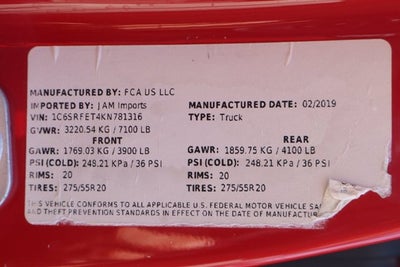 MANUFACTURED BY: FCA US LLC
IMPORTED BY: JAM Imports MANUFACTURED DATE: 02/2019
VIN: 1C6SRFET4KN781316 TYPE: Truck
GVWR: 3220.54 KG / 7100 LB
FRONT REAR
GAWR: 1769.03 KG / 3900 LB GAWR: 1859.75 KG / 4100 LB
PSI (COLD): 248.21 KPa / 36 PSI PSI (COLD): 248.21 KPa / 36 PSI
RIMS: 20 RIMS: 20
TIRES: 275/55R20 TIRES: 275/55R20
THIS VEHICLE CONFORMS TO ALL APPLICABLE U.S. FEDERAL MOTOR VEHICLE SA
AND THEFT PREVENTION STANDARDS IN EFFECT ON THE DATE OF MANUFACTUR